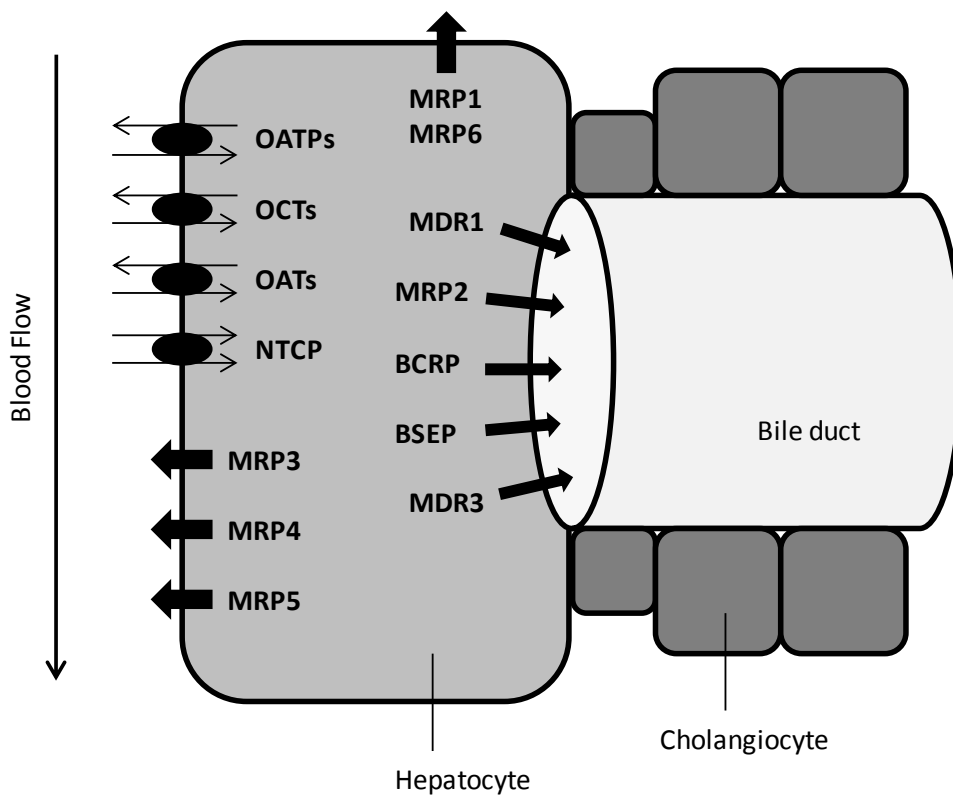 MRP1
MRP6
OATPs
OCTs
OATs
NTCP
MRP3
MRP4
MRP5
MDR1
MRP2
BCRP
BSEP
MDR3
Blood Flow
Bile duct
Cholangiocyte
Hepatocyte